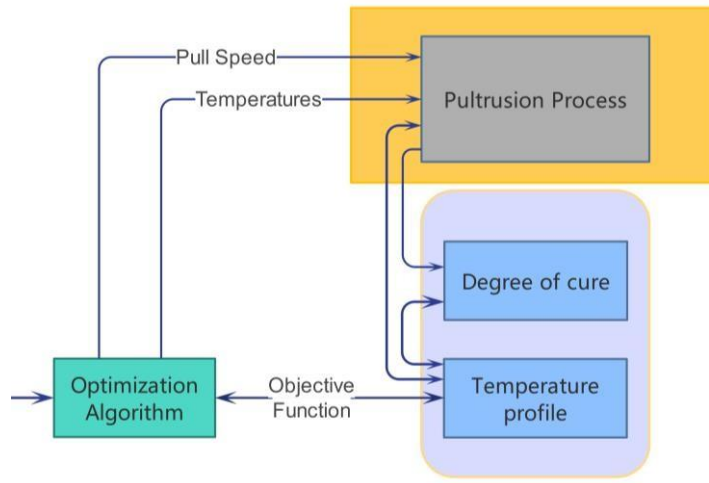 Pull Speed
Temperatures
Pultrusion Process
Degree of cure
Optimization
Algorithm
Objective
Function
Temperature
profile